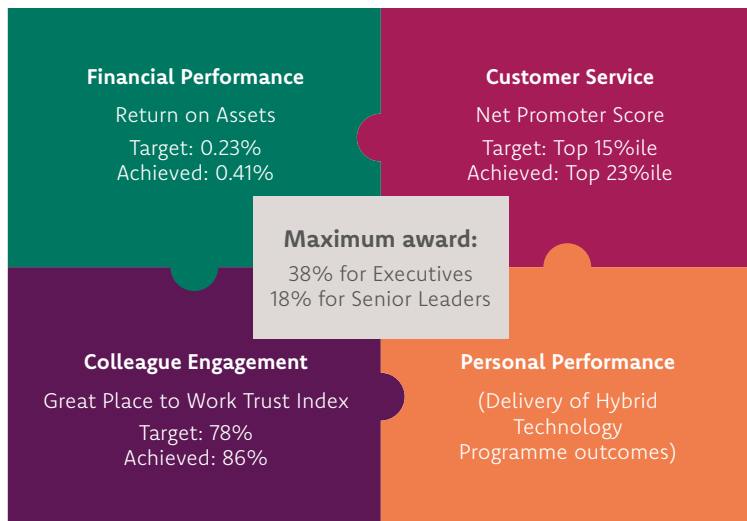 Financial Performance
Return on Assets
Target: 0.23%
Achieved: 0.41%
Customer Service
Net Promoter Score
Target: Top 15%ile
Achieved: Top 23%ile
Maximum award:
38% for Executives
18% for Senior Leaders
Colleague Engagement
Great Place to Work Trust Index
Target: 78%
Achieved: 86%
Personal Performance
(Delivery of Hybrid
Technology
Programme outcomes)